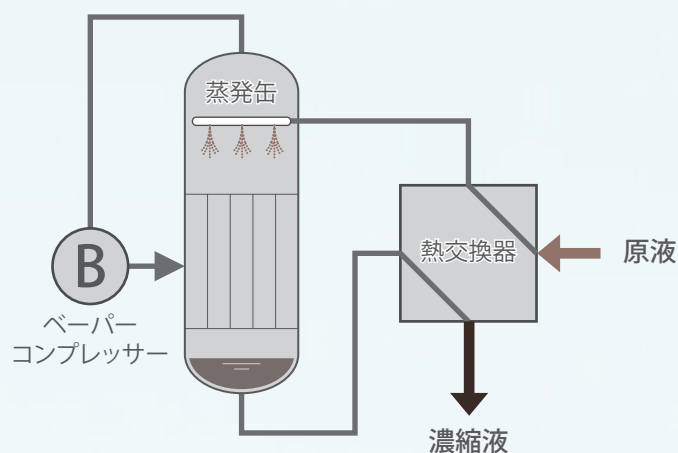 蒸発缶
熱交換器
原液
B
ベーパー
コンプレッサー
濃縮液